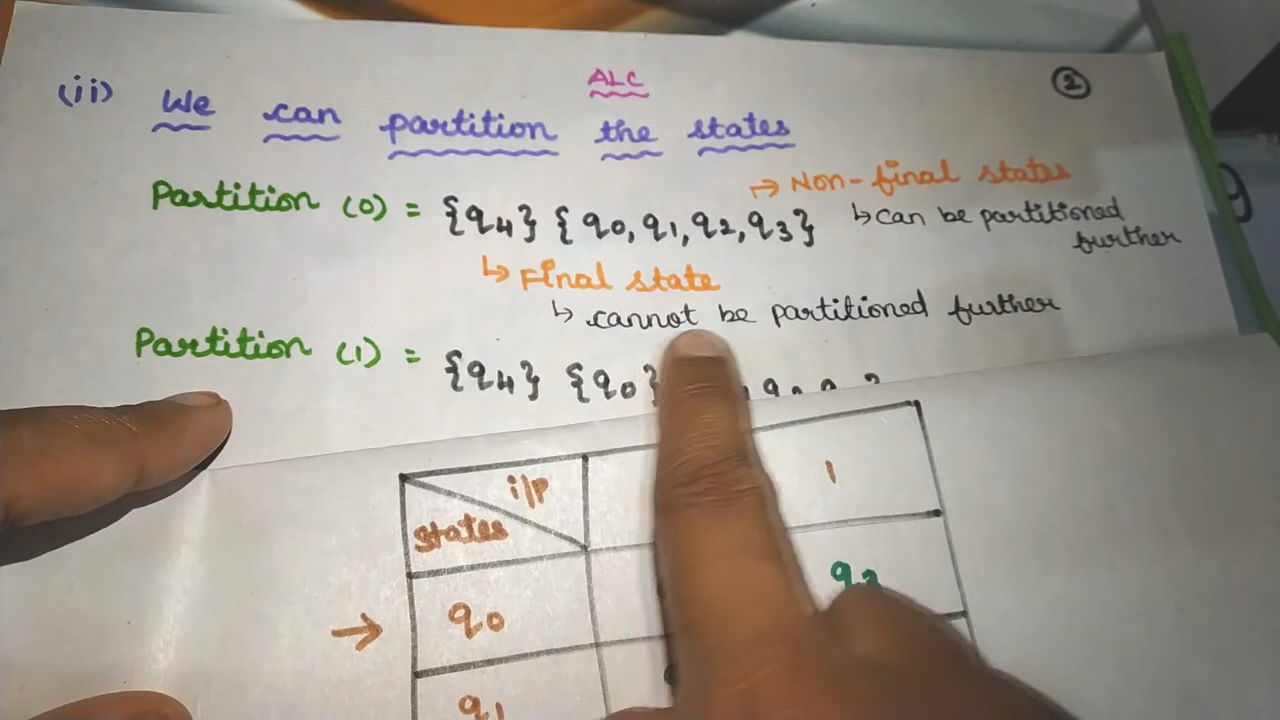 ALC
2
(ii) We can partition the states
→ Non-final states
Partition (0) = {q4} {q0, q1, q2, q3} ↳ can be partitioned further
↳ Final state
↳ cannot be partitioned further
Partition (1) = {q4} {q0}
i/p
States
1
→ q0
q1
9